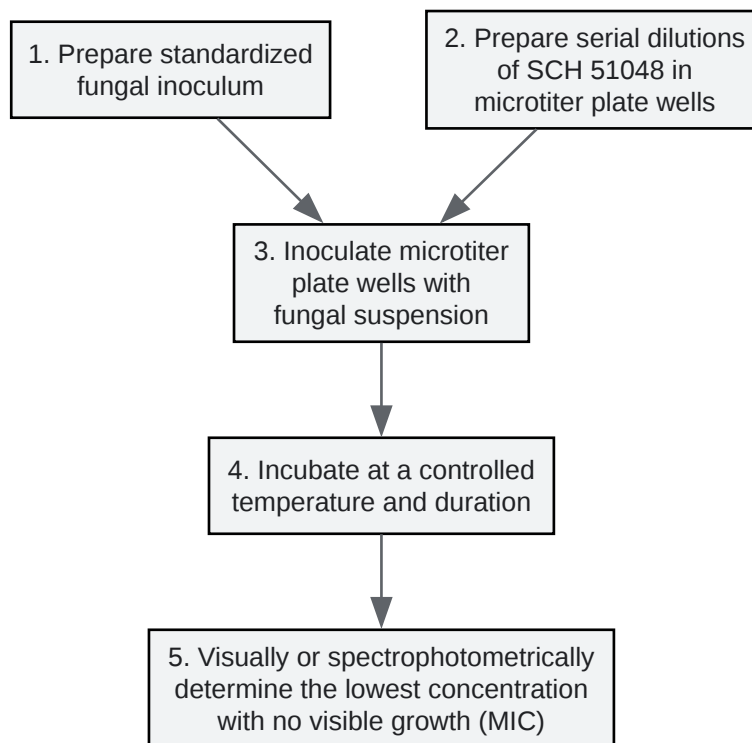 1. Prepare standardized
fungal inoculum
2. Prepare serial dilutions
of SCH 51048 in
microtiter plate wells
3. Inoculate microtiter
plate wells with
fungal suspension
4. Incubate at a controlled
temperature and duration
5. Visually or spectrophotometrically
determine the lowest concentration
with no visible growth (MIC)